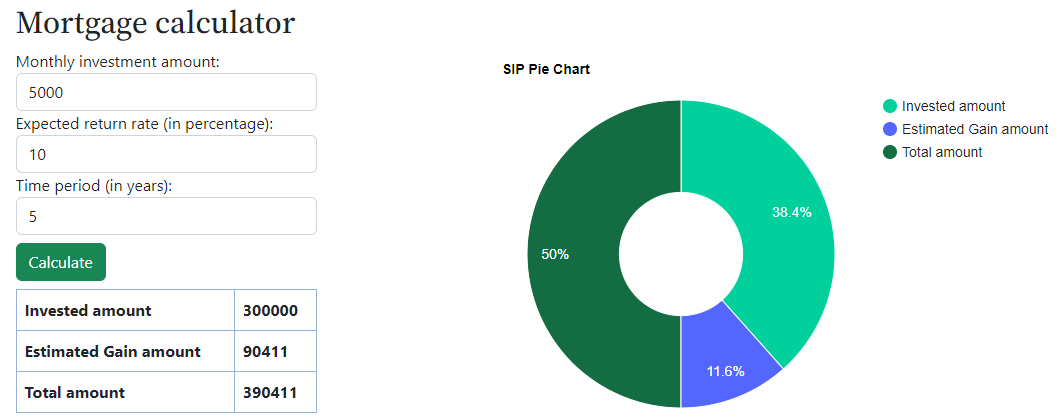 Mortgage calculator
Monthly investment amount:
5000
Expected return rate (in percentage):
10
Time period (in years):
5
Calculate
Invested amount 300000
Estimated Gain amount 90411
Total amount 390411
SIP Pie Chart
38.4%
50%
11.6%
Invested amount
Estimated Gain amount
Total amount